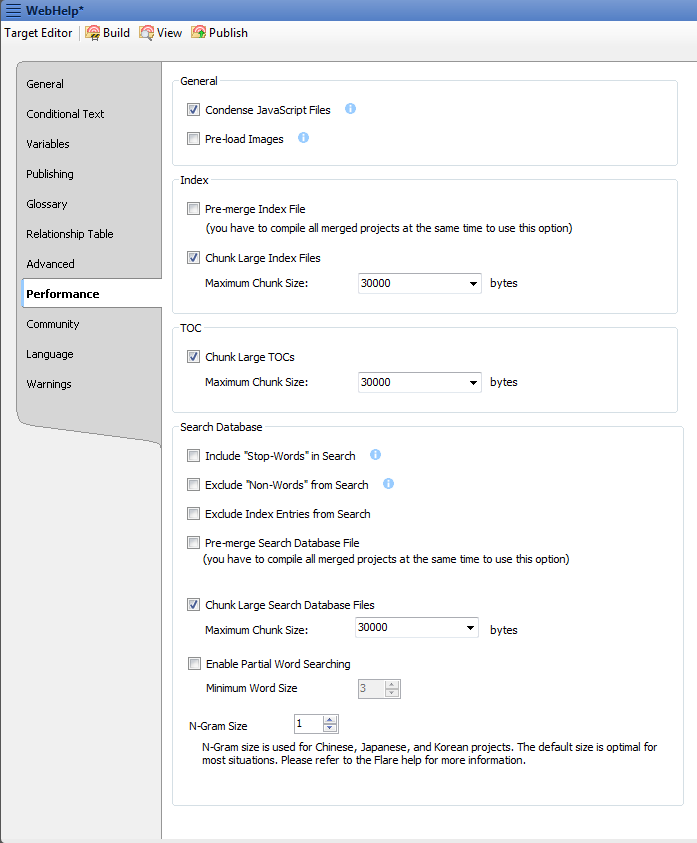 WebHelp*
Target Editor Build View Publish
General
Conditional Text
Variables
Publishing
Glossary
Relationship Table
Advanced
Performance
Community
Language
Warnings
General
Condense JavaScript Files
Pre-load Images
Index
Pre-merge Index File
(you have to compile all merged projects at the same time to use this option)
Chunk Large Index Files
Maximum Chunk Size: 30000 bytes
TOC
Chunk Large TOCs
Maximum Chunk Size: 30000 bytes
Search Database
Include "Stop-Words" in Search
Exclude "Non-Words" from Search
Exclude Index Entries from Search
Pre-merge Search Database File
(you have to compile all merged projects at the same time to use this option)
Chunk Large Search Database Files
Maximum Chunk Size: 30000 bytes
Enable Partial Word Searching
Minimum Word Size 3
N-Gram Size 1
N-Gram size is used for Chinese, Japanese, and Korean projects. The default size is optimal for
most situations. Please refer to the Flare help for more information.